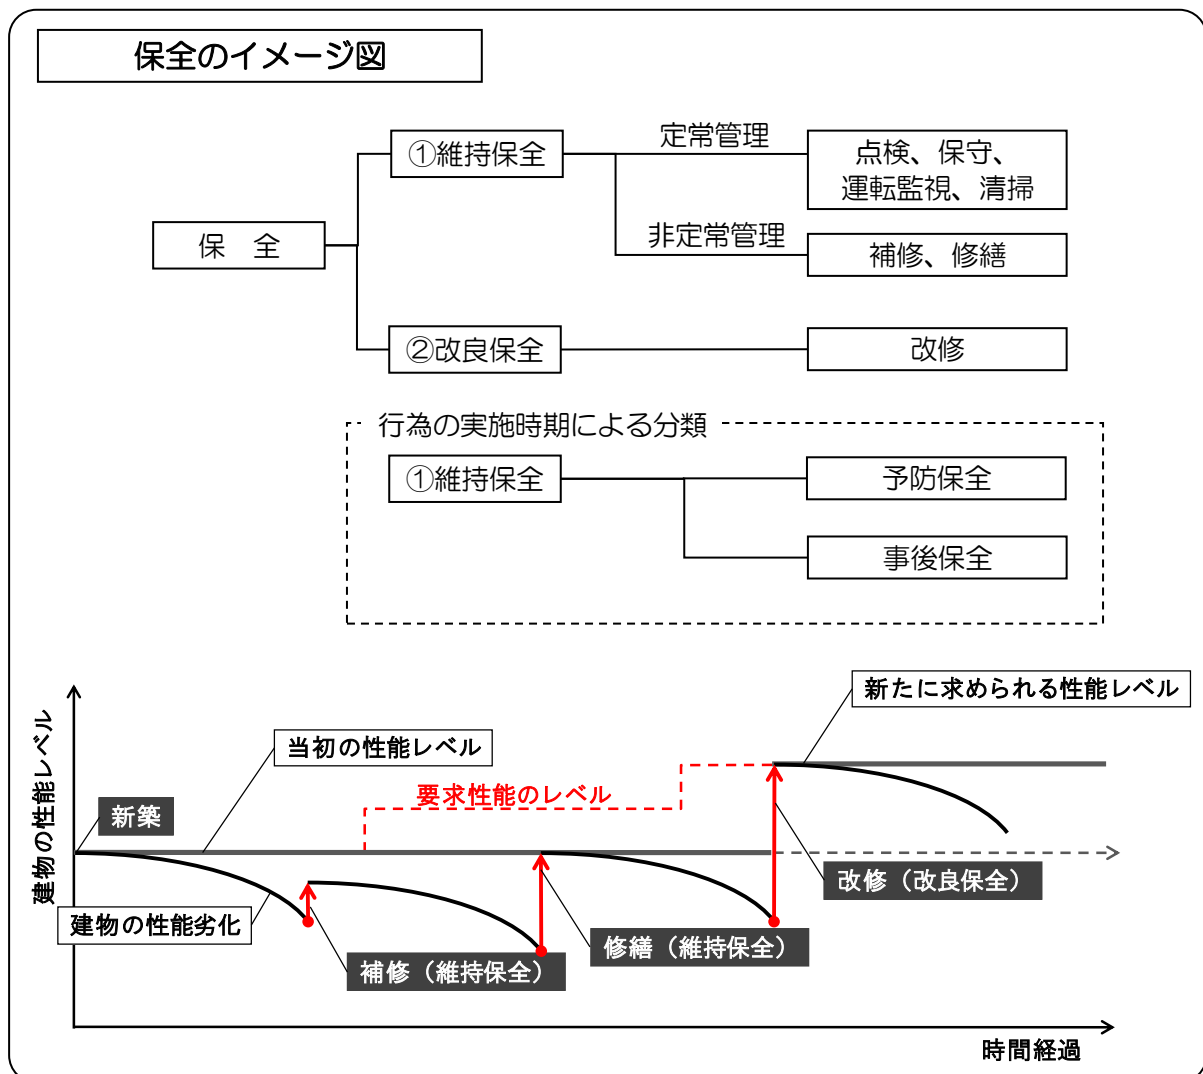 保全のイメージ図
定常管理
①維持保全
点検、保守、
運転監視、清掃
非定常管理
保　全
補修、修繕
②改良保全
改修
行為の実施時期による分類
①維持保全
予防保全
事後保全
新たに求められる性能レベル
当初の性能レベル
要求性能のレベル
新築
建物の性能レベル
改修（改良保全）
建物の性能劣化
修繕（維持保全）
補修（維持保全）
時間経過